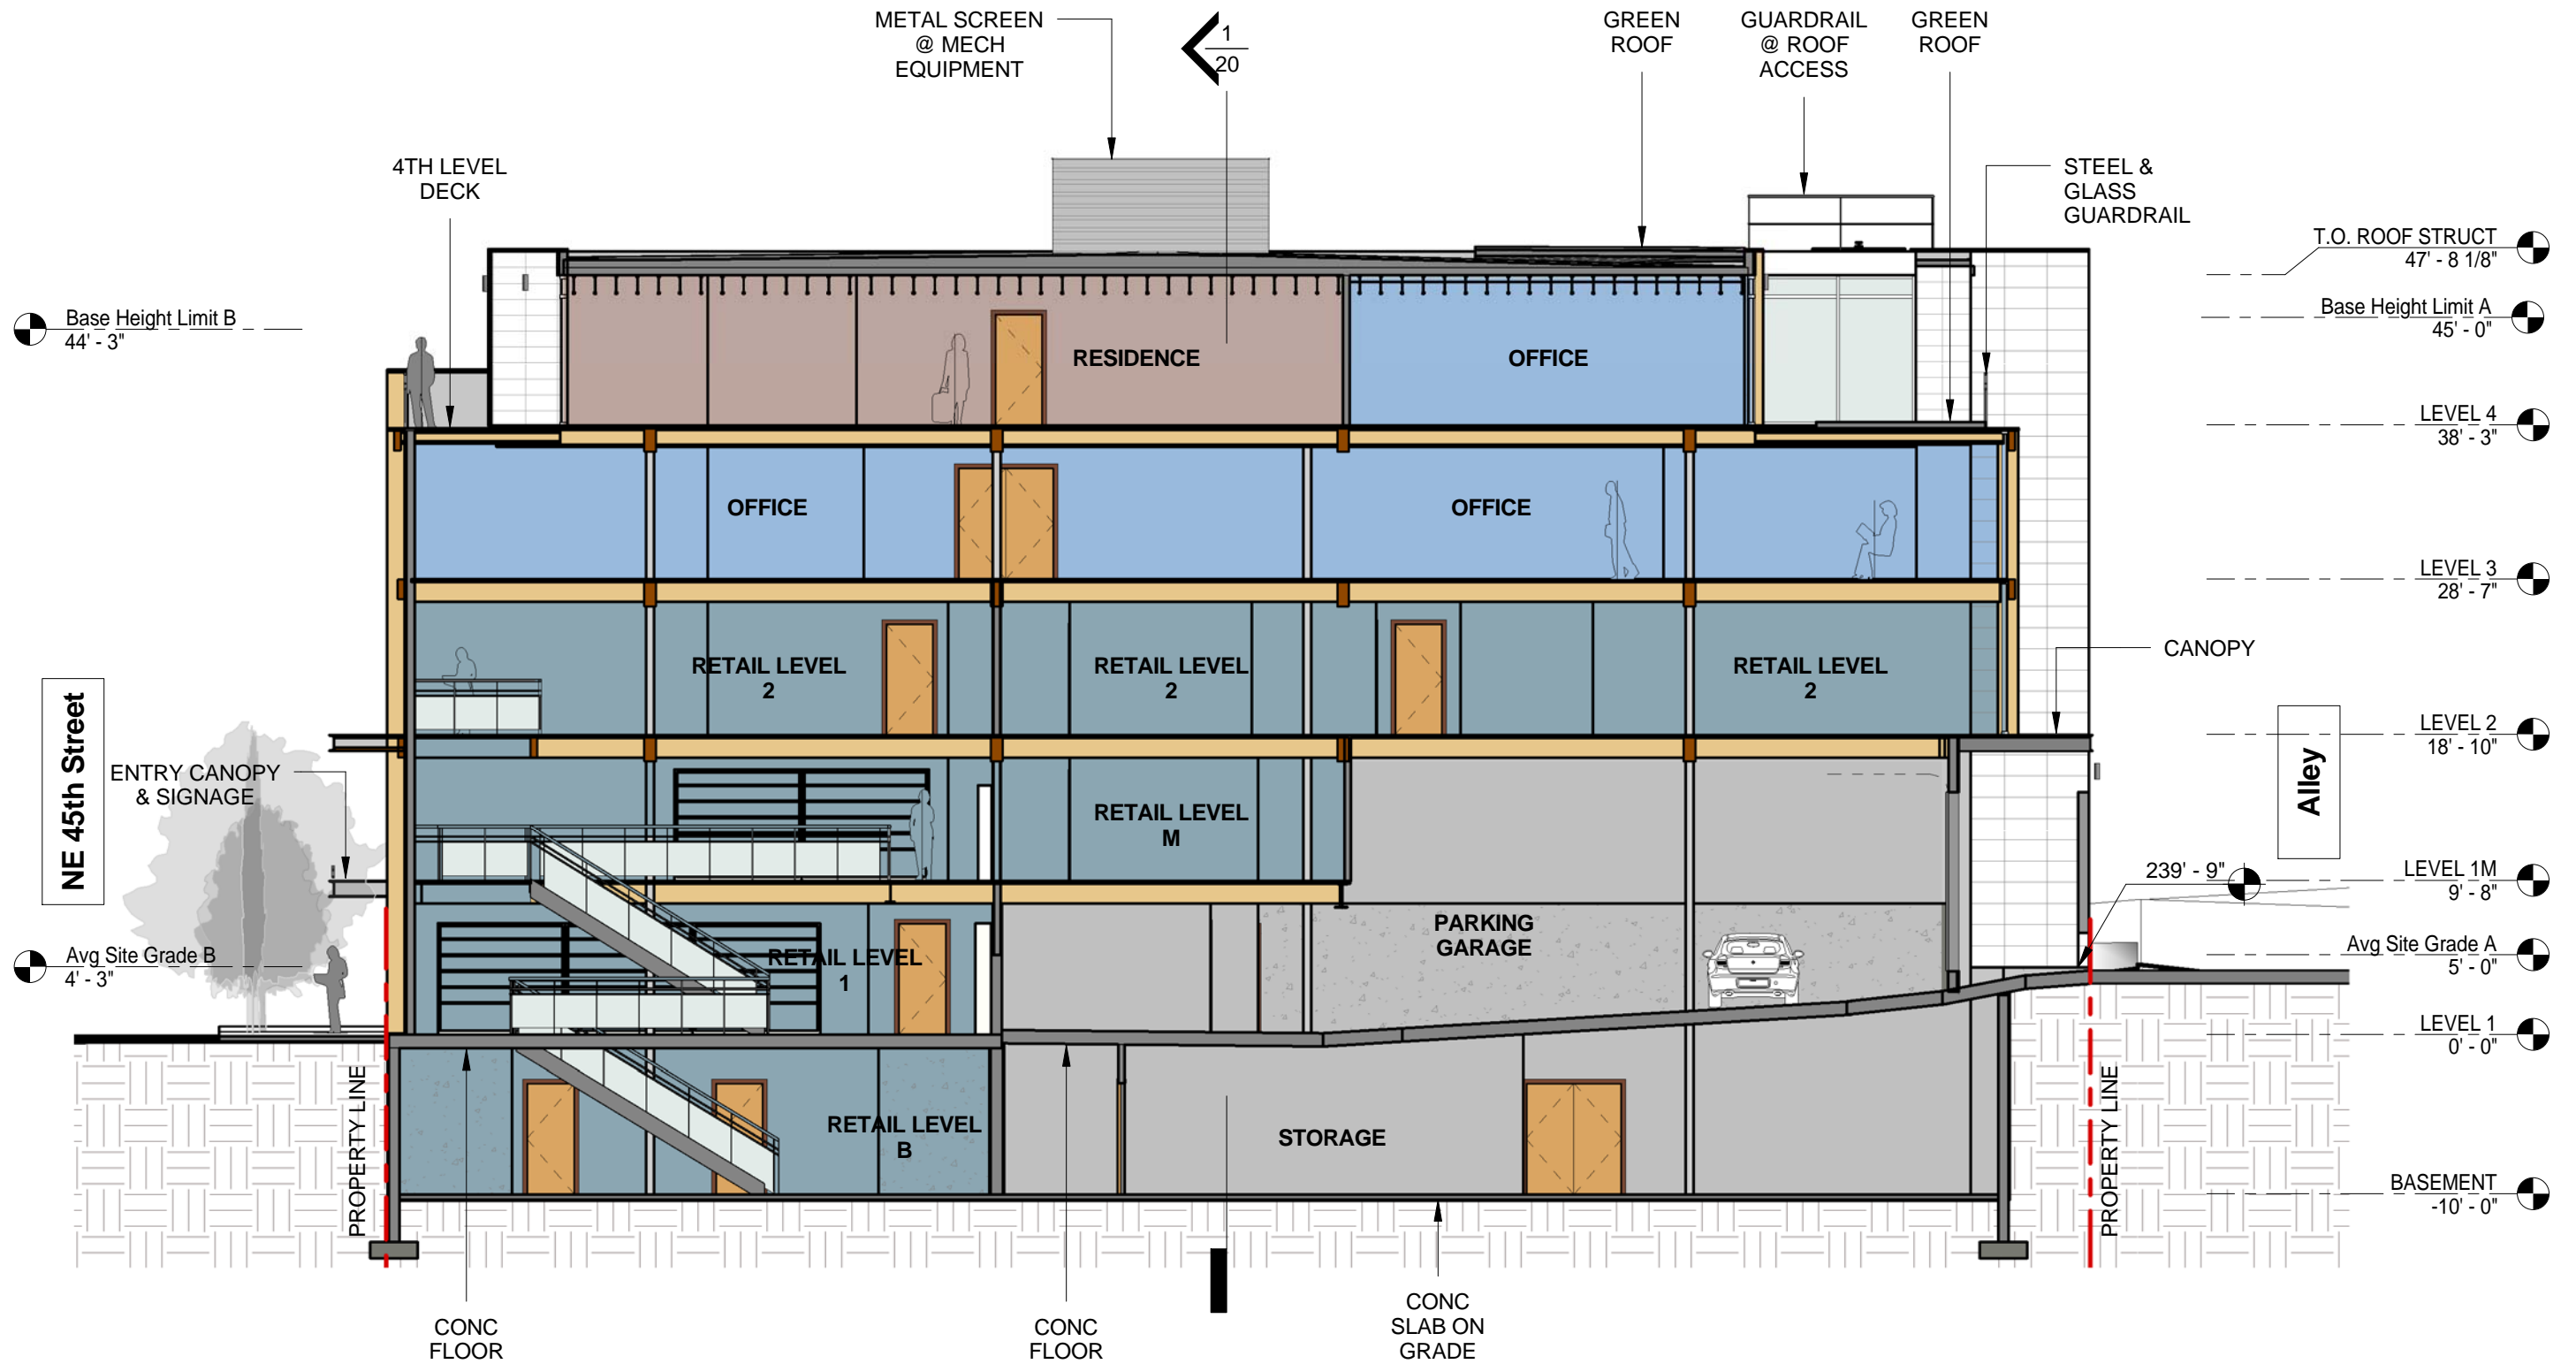 METAL SCREEN
@ MECH
EQUIPMENT
1
20
GREEN
ROOF
GUARDRAIL
@ ROOF
ACCESS
GREEN
ROOF
4TH LEVEL
DECK
STEEL &
GLASS
GUARDRAIL
T.O. ROOF STRUCT
47' - 8 1/8"
Base Height Limit B
44' - 3"
Base Height Limit A
45' - 0"
RESIDENCE
OFFICE
LEVEL 4
38' - 3"
OFFICE
OFFICE
LEVEL 3
28' - 7"
CANOPY
RETAIL LEVEL
2
RETAIL LEVEL
2
RETAIL LEVEL
2
NE 45th Street
LEVEL 2
18' - 10"
Alley
ENTRY CANOPY
& SIGNAGE
RETAIL LEVEL
M
239' - 9"
LEVEL 1M
9' - 8"
PARKING
GARAGE
Avg Site Grade B
4' - 3"
RETAIL LEVEL
1
Avg Site Grade A
5' - 0"
LEVEL 1
0' - 0"
PROPERTY LINE
RETAIL LEVEL
B
STORAGE
PROPERTY LINE
BASEMENT
-10' - 0"
CONC
FLOOR
CONC
FLOOR
CONC
SLAB ON
GRADE